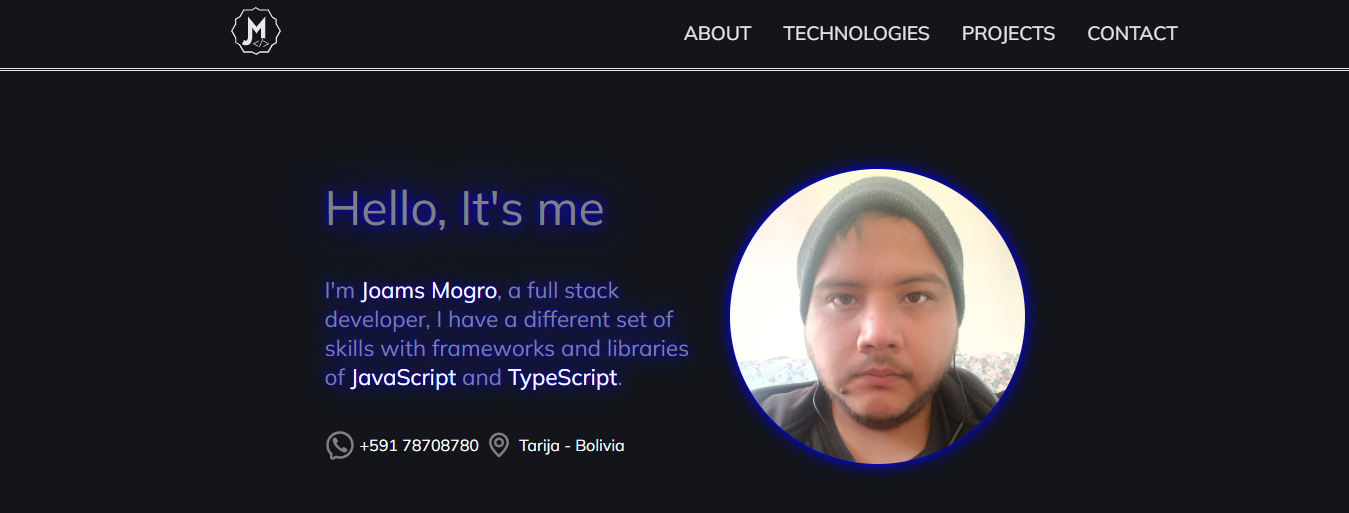 JM </>
ABOUT TECHNOLOGIES PROJECTS CONTACT
Hello, It's me
I'm Joams Mogro, a full stack
developer, I have a different set of
skills with frameworks and libraries
of JavaScript and TypeScript.
+591 78708780 Tarija - Bolivia